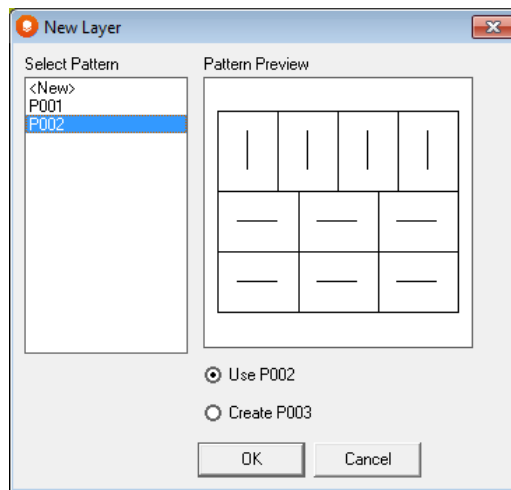 New Layer
Select Pattern
Pattern Preview
<New>
P001
P002
Use P002
Create P003
OK
Cancel